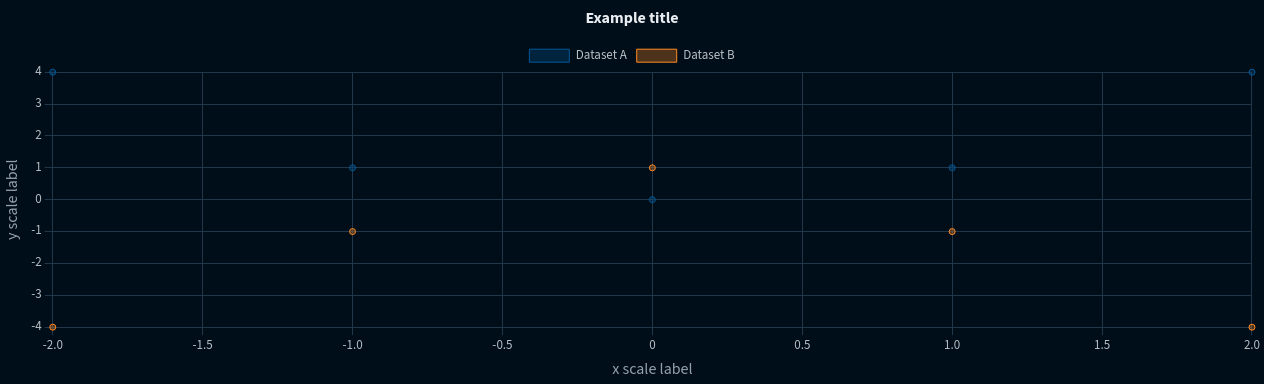 Example title
Dataset A Dataset B
4
3
2
1
0
-1
-2
-3
-4
y scale label
-2.0 -1.5 -1.0 -0.5 0 0.5 1.0 1.5 2.0
x scale label